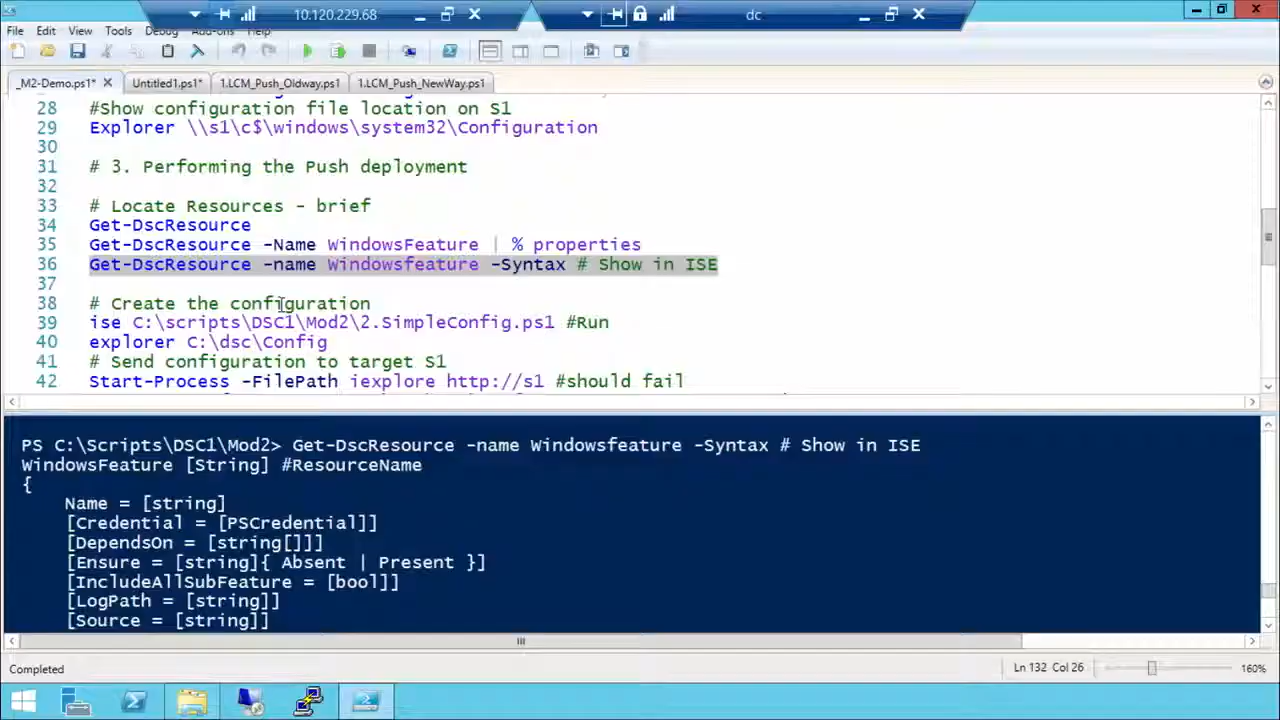 10.120.229.68
dc
File Edit View Tools Debug Add-ons Help
_M2-Demo.ps1* Untitled1.ps1* 1.LCM_Push_Oldway.ps1 1.LCM_Push_NewWay.ps1
28 #Show configuration file location on S1
29 Explorer \\s1\c$\windows\system32\Configuration
30
31 # 3. Performing the Push deployment
32
33 # Locate Resources - brief
34 Get-DscResource
35 Get-DscResource -Name WindowsFeature | % properties
36 Get-DscResource -name Windowsfeature -Syntax # Show in ISE
37
38 # Create the configuration
39 ise C:\scripts\DSC1\Mod2\2.SimpleConfig.ps1 #Run
40 explorer C:\dsc\Config
41 # Send configuration to target S1
42 Start-Process -FilePath iexplore http://s1 #should fail
PS C:\Scripts\DSC1\Mod2> Get-DscResource -name Windowsfeature -Syntax # Show in ISE
WindowsFeature [String] #ResourceName
{
Name = [string]
[Credential = [PSCredential]]
[DependsOn = [string[]]]
[Ensure = [string]{ Absent | Present }]
[IncludeAllSubFeature = [bool]]
[LogPath = [string]]
[Source = [string]]
Completed
Ln 132 Col 26
160%